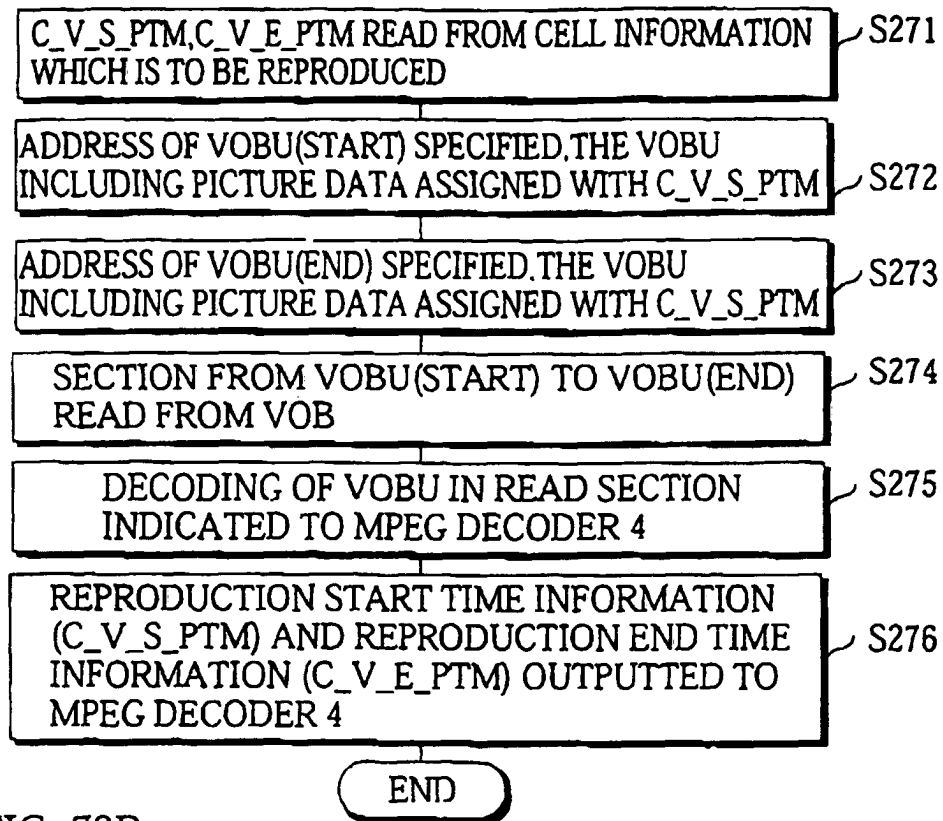 C_V_S_PTM,C_V_E_PTM READ FROM CELL INFORMATION
WHICH IS TO BE REPRODUCED
S271
ADDRESS OF VOBU(START) SPECIFIED.THE VOBU
INCLUDING PICTURE DATA ASSIGNED WITH C_V_S_PTM
S272
ADDRESS OF VOBU(END) SPECIFIED.THE VOBU
INCLUDING PICTURE DATA ASSIGNED WITH C_V_S_PTM
S273
SECTION FROM VOBU(START) TO VOBU(END)
READ FROM VOB
S274
DECODING OF VOBU IN READ SECTION
INDICATED TO MPEG DECODER 4
S275
REPRODUCTION START TIME INFORMATION
(C_V_S_PTM) AND REPRODUCTION END TIME
INFORMATION (C_V_E_PTM) OUTPUTTED TO
MPEG DECODER 4
S276
END